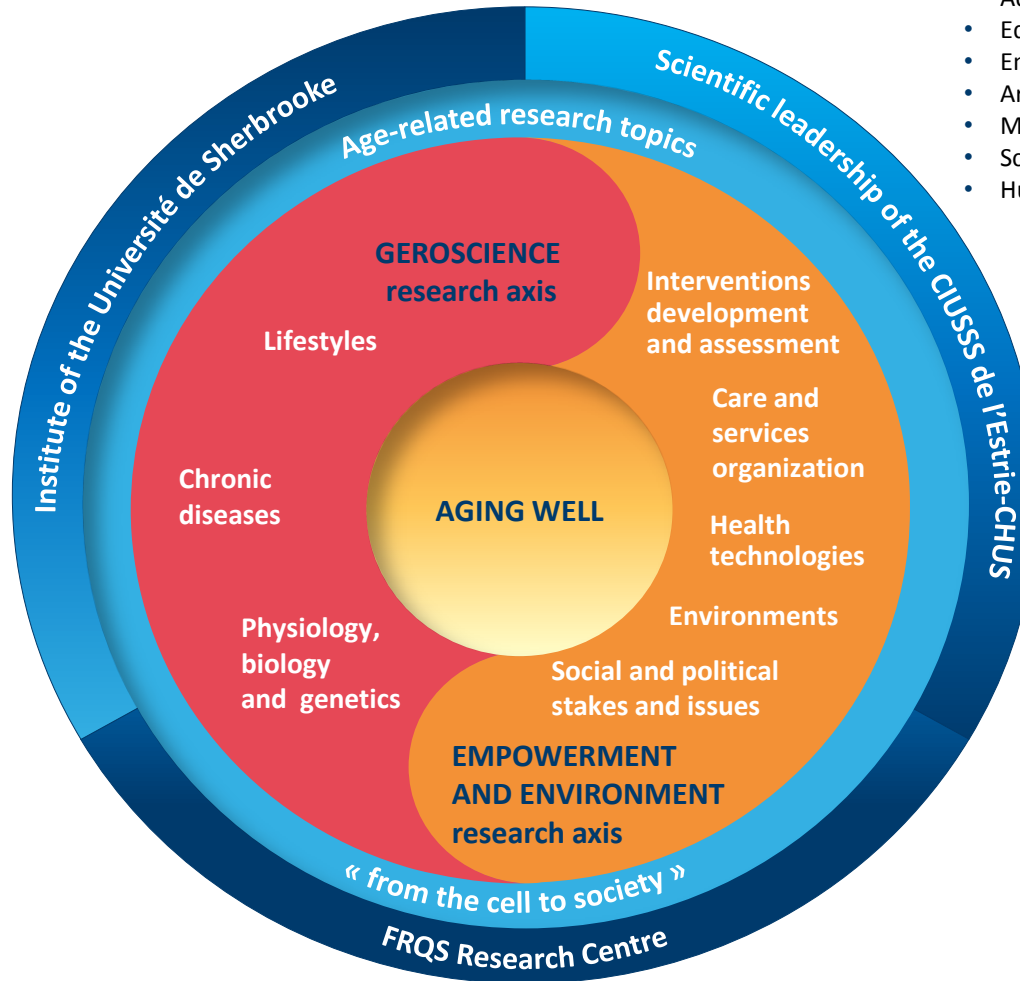 Institute of the Université de Sherbrooke
Scientific leadership of the CIUSSS de l'Estrie-CHUS
Age-related research topics
GEROSCIENCE
research axis
Lifestyles
Chronic
diseases
Physiology,
biology
and genetics
AGING WELL
Interventions
development
and assessment
Care and
services
organization
Health
technologies
Environments
Social and political
stakes and issues
EMPOWERMENT
AND ENVIRONMENT
research axis
« from the cell to society »
FRQS Research Centre